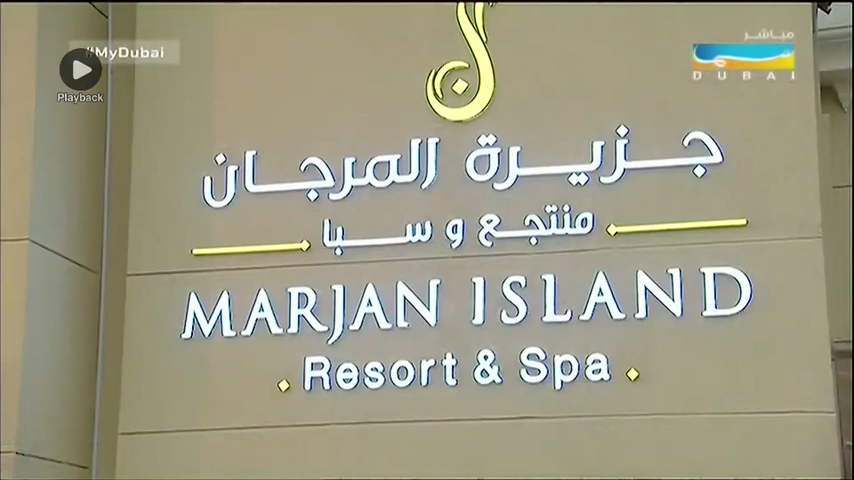 #MyDubai
Playback
مباشر
DUBAI
جزيرة المرجان
منتجع و سبا
MARJAN ISLAND
Resort & Spa